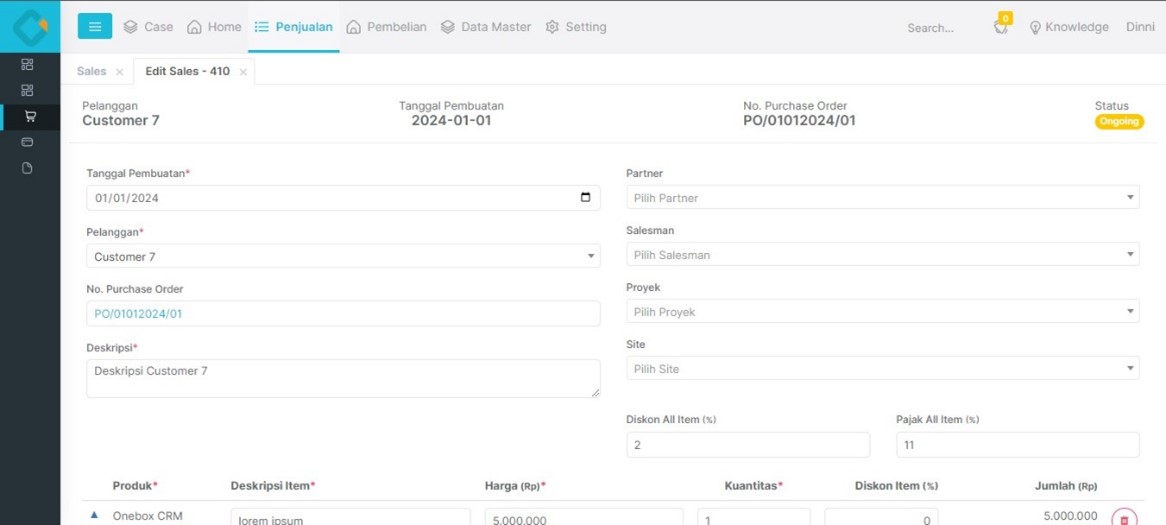 Case Home Penjualan Pembelian Data Master Setting Search... 0 Knowledge Dinni
Sales × Edit Sales - 410 ×
Pelanggan Tanggal Pembuatan No. Purchase Order Status
Customer 7 2024-01-01 PO/01012024/01 Ongoing
Tanggal Pembuatan*
01/01/2024
Pelanggan*
Customer 7
No. Purchase Order
PO/01012024/01
Deskripsi*
Deskripsi Customer 7
Partner
Pilih Partner
Salesman
Pilih Salesman
Proyek
Pilih Proyek
Site
Pilih Site
Diskon All Item (%) Pajak All Item (%)
2 11
Produk* Deskripsi Item* Harga (Rp)* Kuantitas* Diskon Item (%) Jumlah (Rp)
Onebox CRM lorem ipsum 5.000.000 1 0 5.000.000